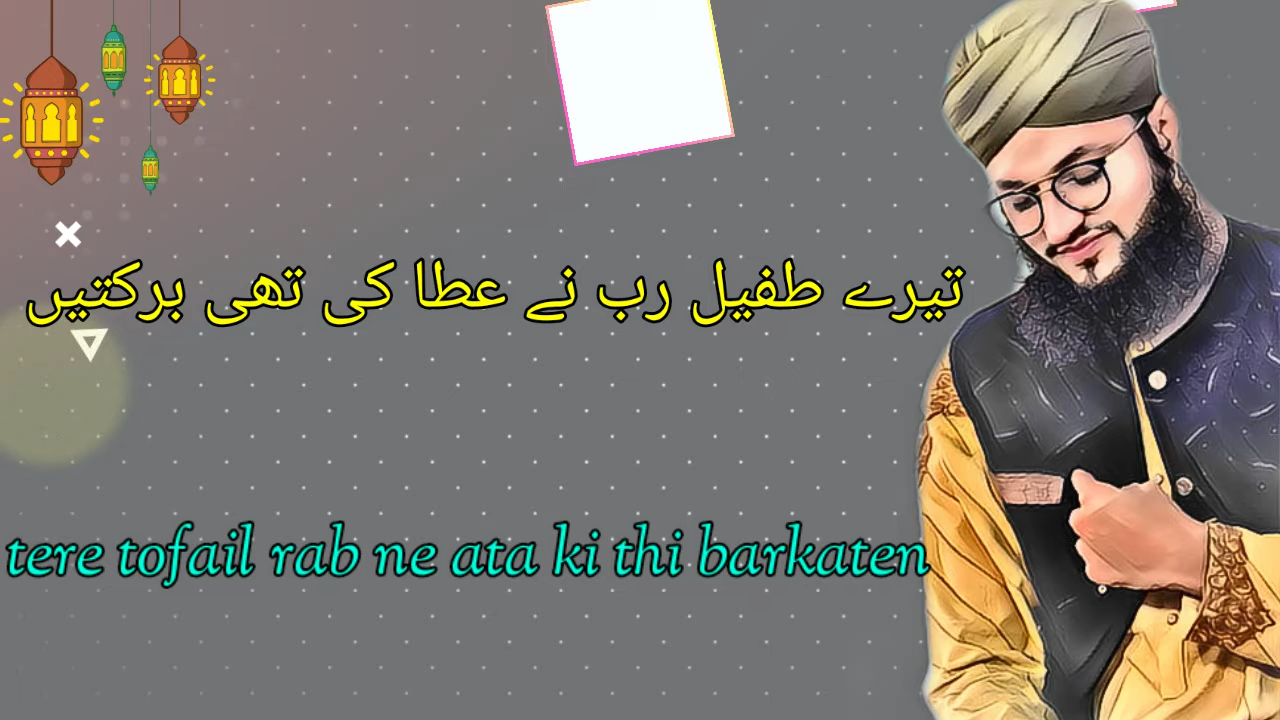 تیرے طفیل رب نے عطا کی تھی برکتیں
tere tofail rab ne ata ki thi barkaten